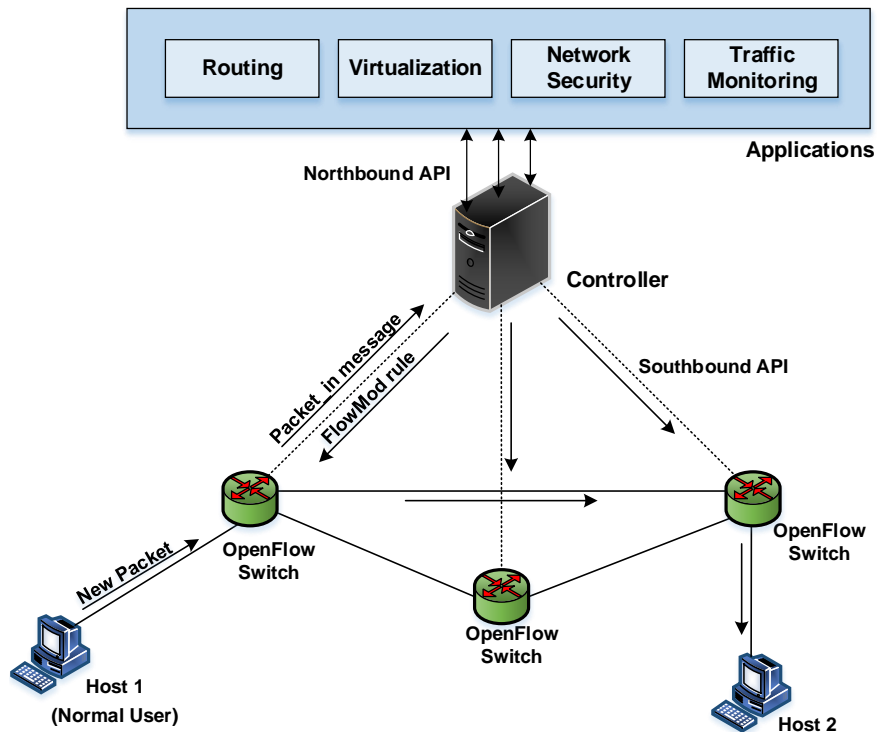 Routing
Virtualization
Network
Security
Traffic
Monitoring
Applications
Northbound API
Controller
Packet_in message
FlowMod rule
Southbound API
New Packet
OpenFlow
Switch
OpenFlow
Switch
OpenFlow
Switch
Host 1
(Normal User)
Host 2